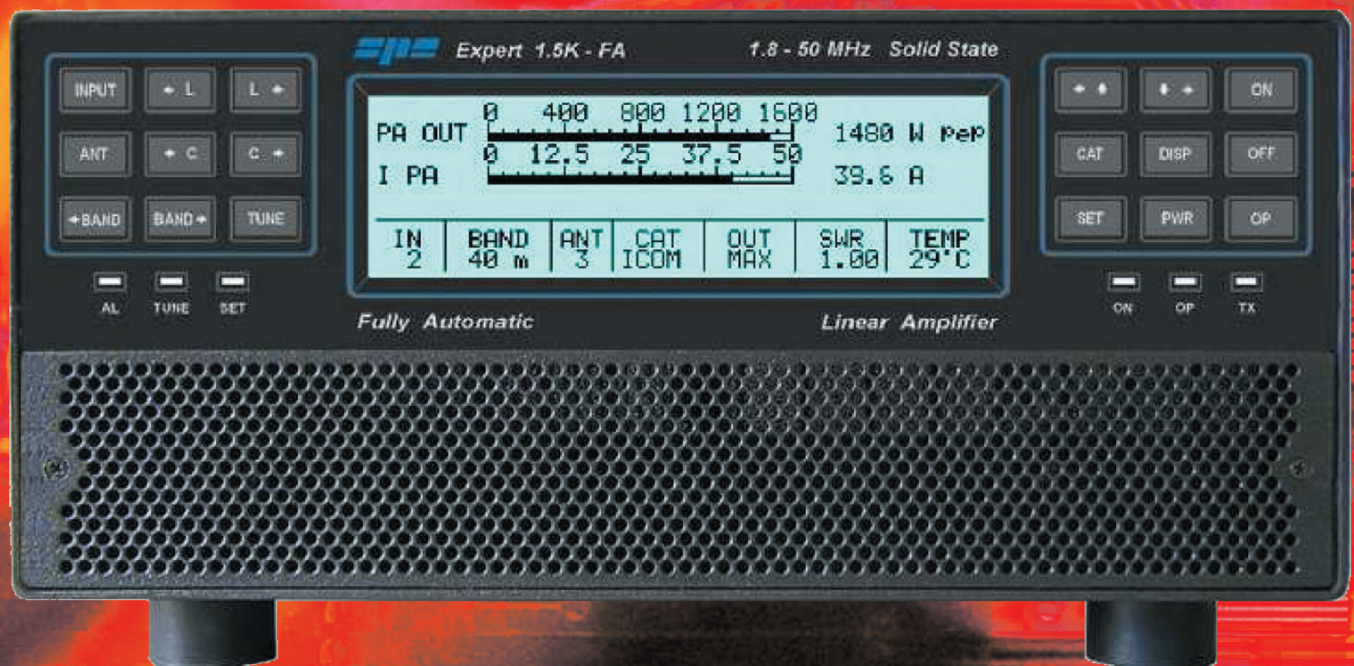 spe Expert 1.5K - FA 1.8 - 50 MHz Solid State
INPUT ← L L →
ANT ← C C →
←BAND BAND→ TUNE
AL TUNE SET
0 400 800 1200 1600
PA OUT 1480 W pep
0 12.5 25 37.5 50
I PA 39.6 A
IN BAND ANT CAT OUT SWR TEMP
2 40 m 3 ICOM MAX 1.00 29°C
Fully Automatic Linear Amplifier
← ⬆ ⬇ → ON
CAT DISP OFF
SET PWR OP
ON OP TX